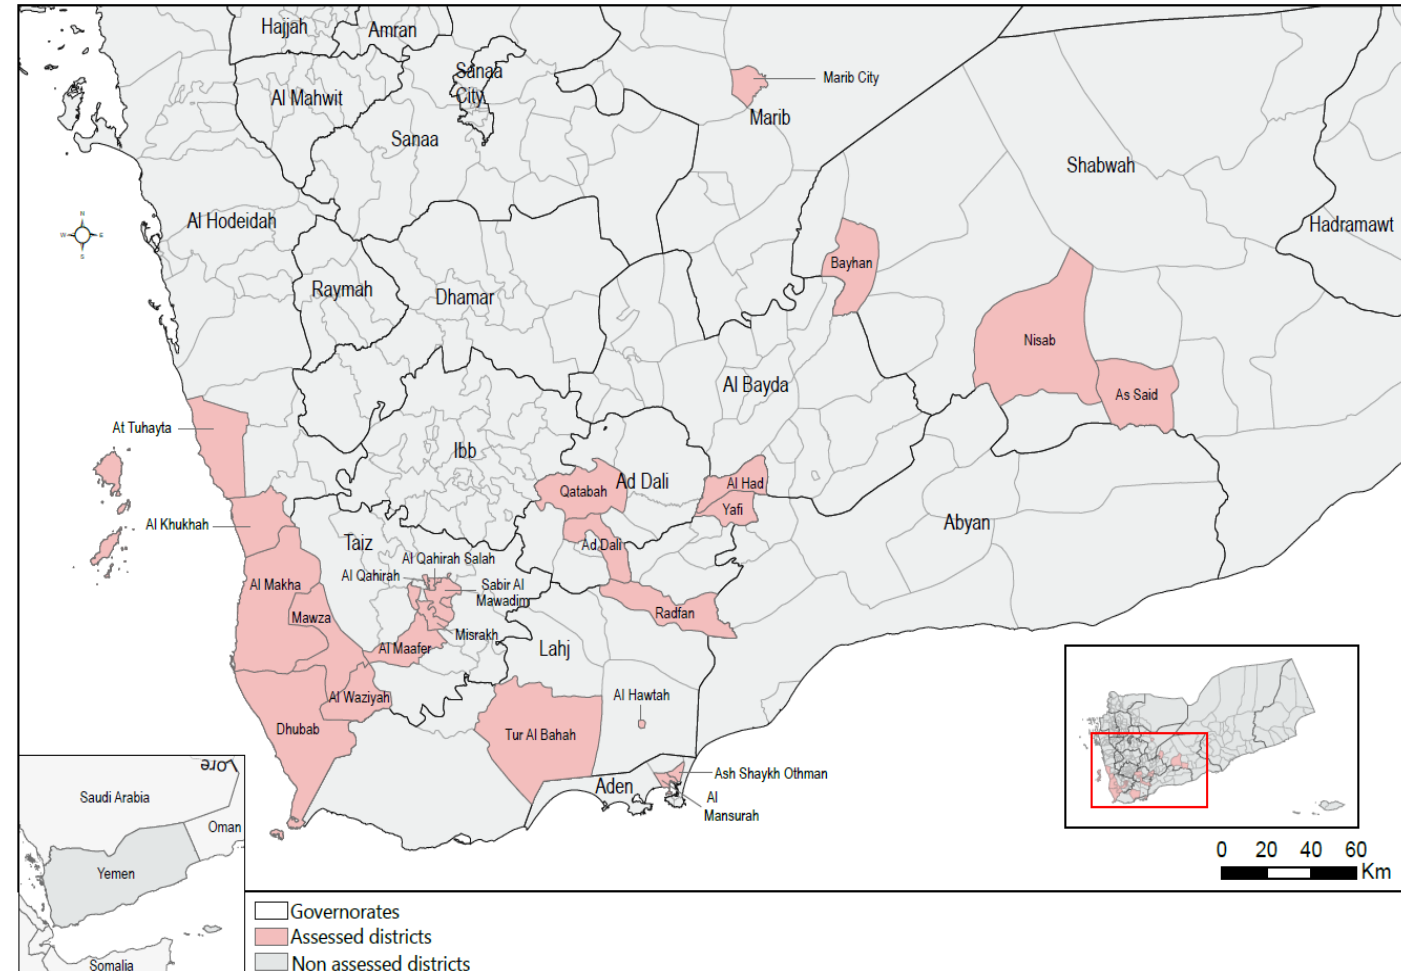 Hajjah
Amran
Sanaa
City
Marib City
Al Mahwit
Marib
Sanaa
Shabwah
Al Hodeidah
Hadramawt
N
W
E
S
Bayhan
Raymah
Dhamar
Nisab
Al Bayda
As Said
At Tuhayta
Ibb
Ad Dali
Qatabah
Al Had
Yafi
Al Khukhah
Abyan
Taiz
Ad Dali
Al Qahirah Salah
Al Qahirah
Al Makha
Sabir Al
Mawadim
Mawza
Radfan
Misrakh
Al Maafer
Lahj
Al Waziyah
Al Hawtah
Dhubab
Tur Al Bahah
Ash Shaykh Othman
Aden
Al
Mansurah
Saudi Arabia
Oman
Yemen
Somalia
0 20 40 60
Km
Governorates
Assessed districts
Non assessed districts